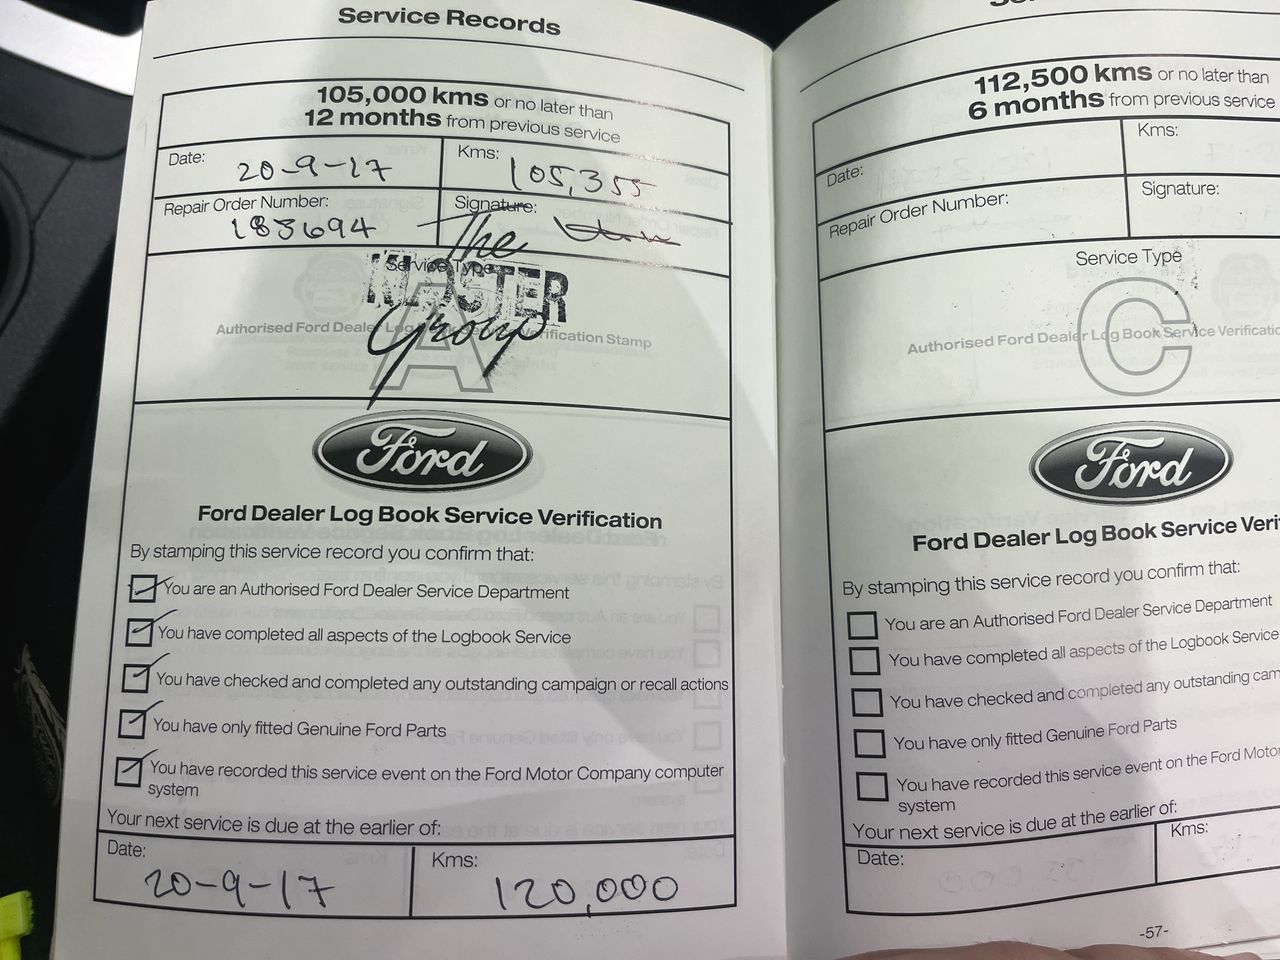 Service Records
105,000 kms or no later than
12 months from previous service
Date: 20-9-17
Kms: 105,355
Repair Order Number: 183694
Signature:
The
Service Type
MASTER
Group
A
Authorised Ford Dealer Log Book Service Verification Stamp
Ford
Ford Dealer Log Book Service Verification
By stamping this service record you confirm that:
You are an Authorised Ford Dealer Service Department
You have completed all aspects of the Logbook Service
You have checked and completed any outstanding campaign or recall actions
You have only fitted Genuine Ford Parts
You have recorded this service event on the Ford Motor Company computer
system
Your next service is due at the earlier of:
Date: 20-9-17
Kms: 120,000
112,500 kms or no later than
6 months from previous service
Date:
Kms:
Repair Order Number:
Signature:
Service Type
C
Authorised Ford Dealer Log Book Service
Ford
Ford Dealer Log Book Service
By stamping this service record you confirm that:
You are an Authorised Ford Dealer Service Department
You have completed all aspects of the Logbook Service
You have checked and completed any outstanding
You have only fitted Genuine Ford Parts
You have recorded this service event on the Ford
system
Your next service is due at the earlier of:
Date:
Kms:
-57-